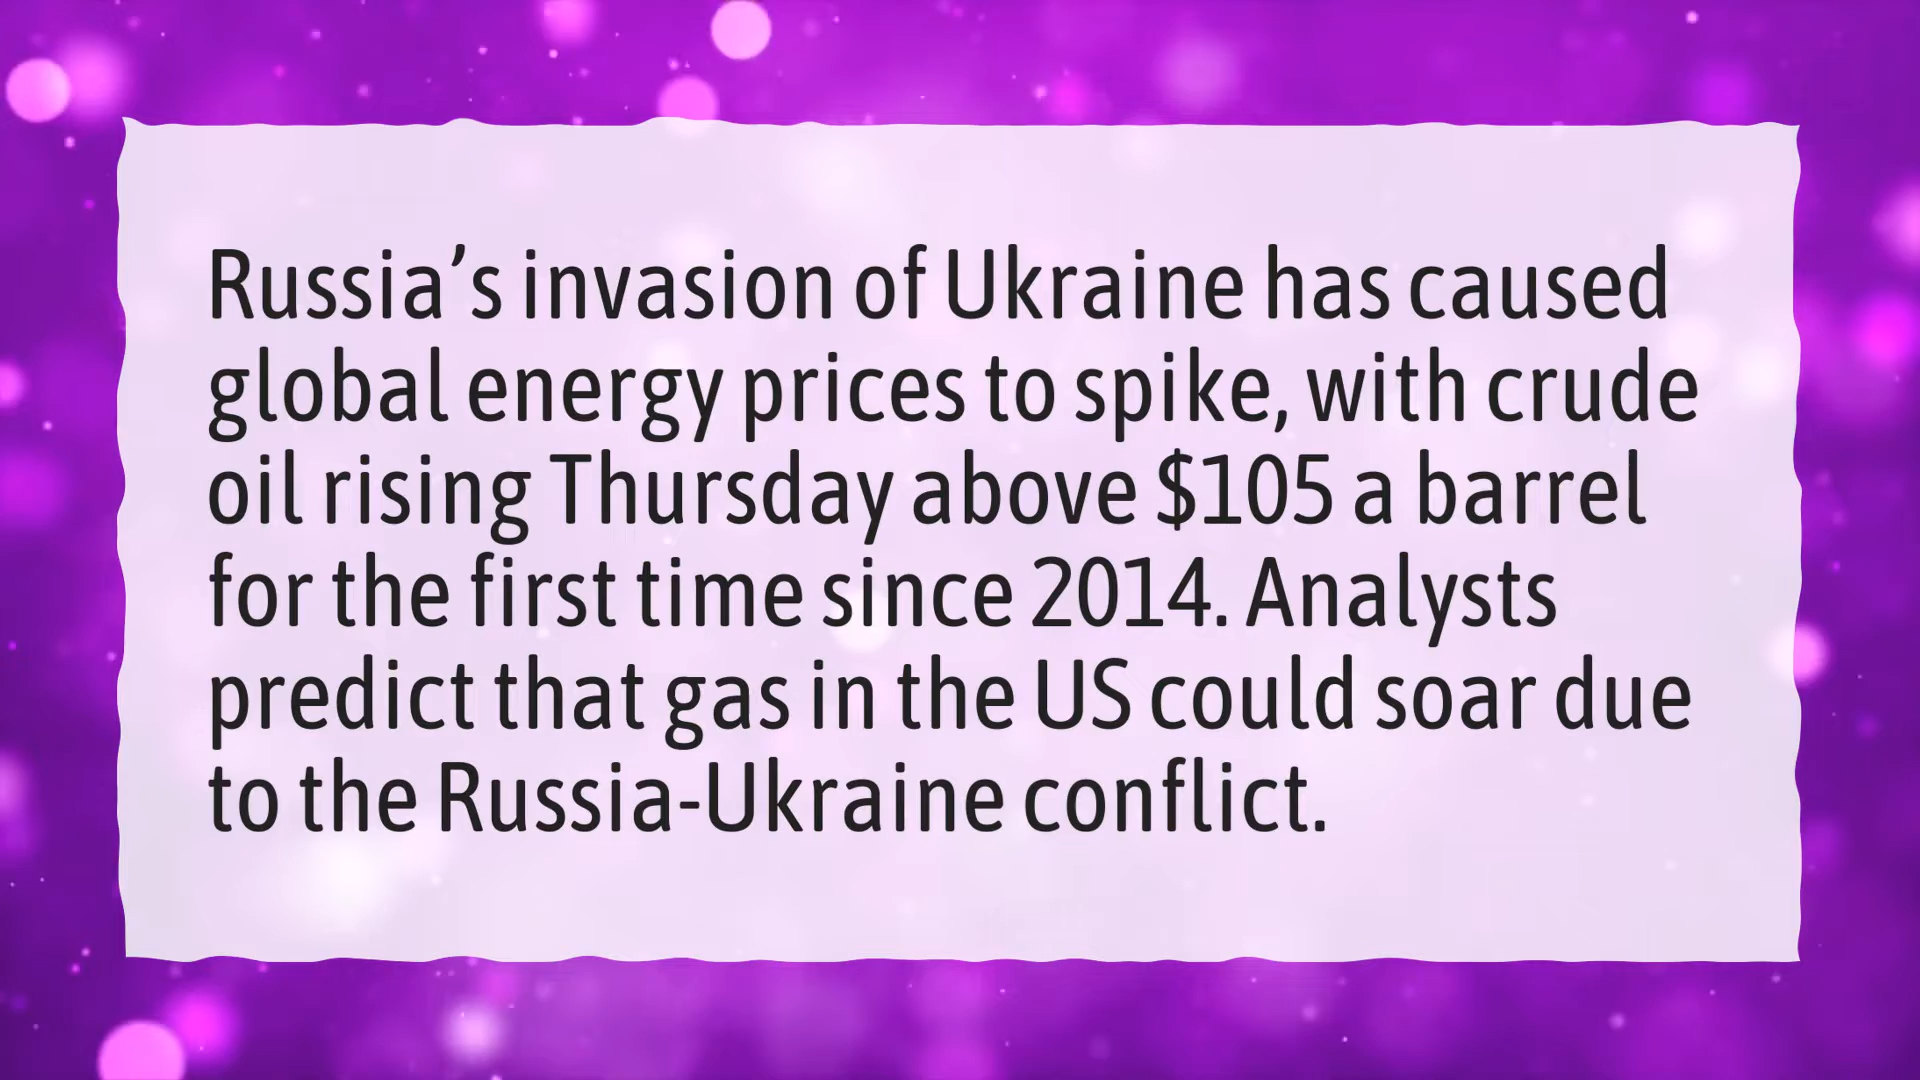 Russia’s invasion of Ukraine has caused
global energy prices to spike, with crude
oil rising Thursday above $105 a barrel
for the first time since 2014. Analysts
predict that gas in the US could soar due
to the Russia-Ukraine conflict.